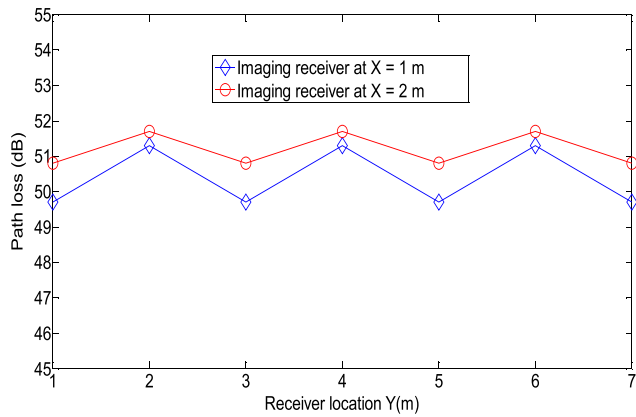 55
54
53
52
51
50
49
48
47
46
45
Path loss (dB)
Imaging receiver at X = 1 m
Imaging receiver at X = 2 m
1 2 3 4 5 6 7
Receiver location Y(m)